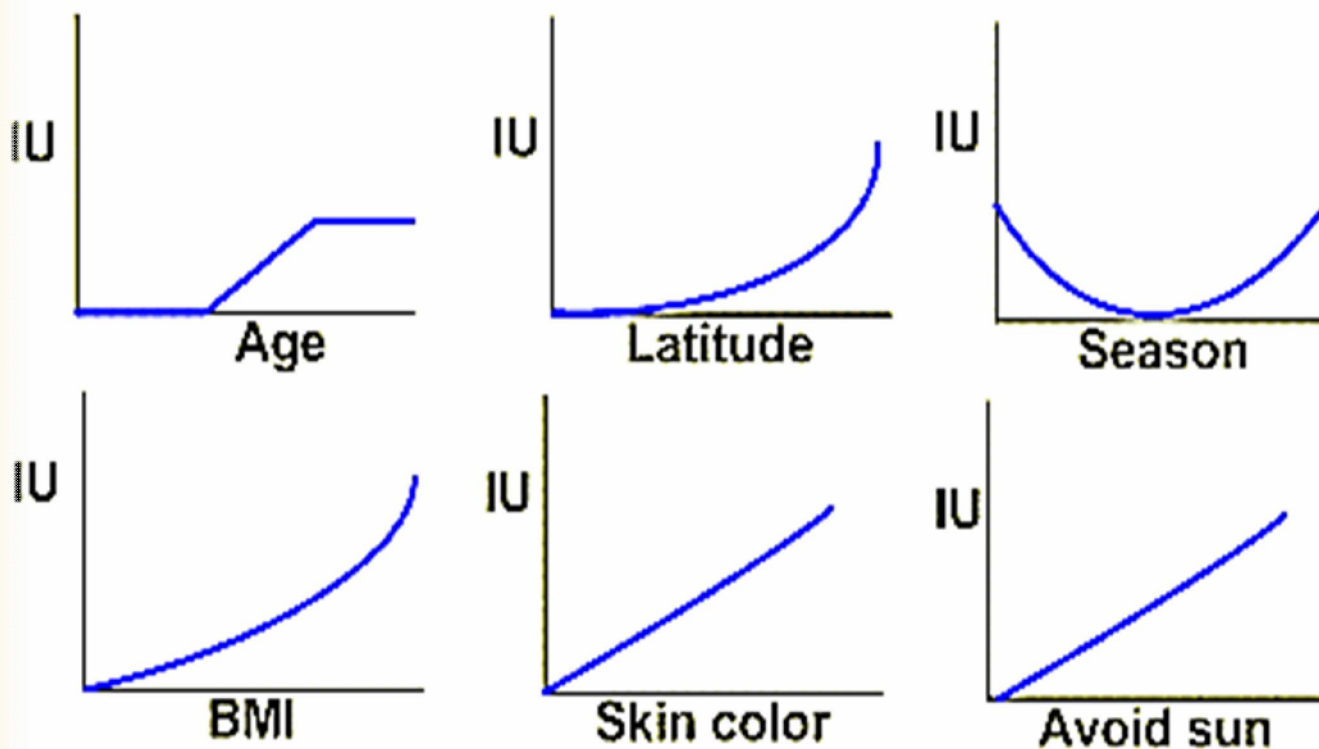 IU
IU
IU
Age
Latitude
Season
IU
IU
IU
BMI
Skin color
Avoid sun